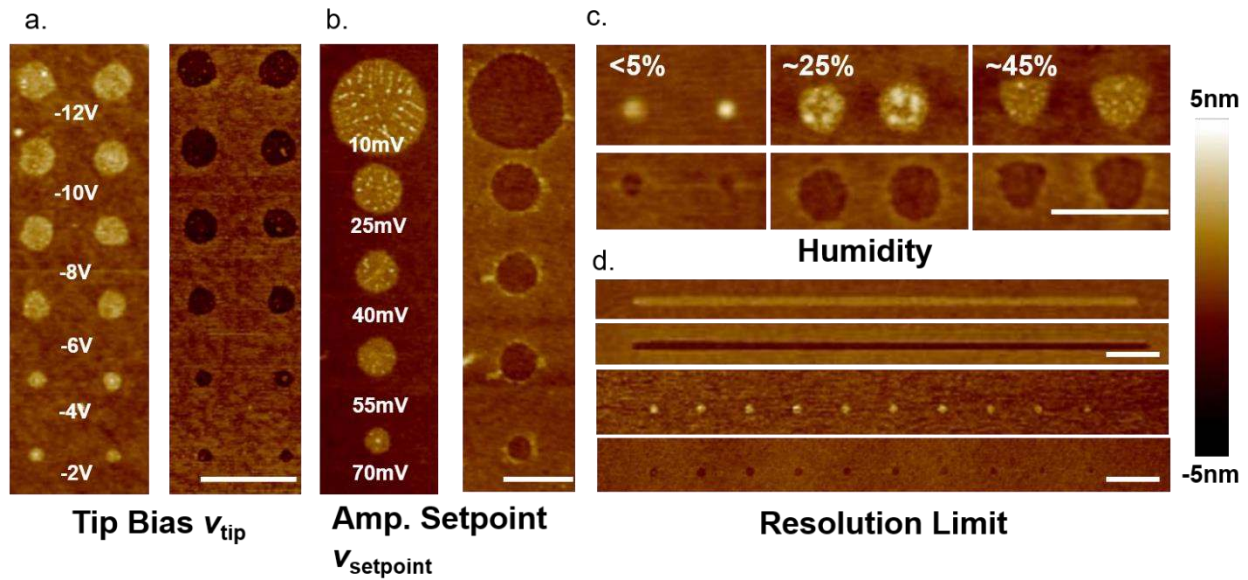 a.
-12V
-10V
-8V
-6V
-4V
-2V
Tip Bias vtip
b.
10mV
25mV
40mV
55mV
70mV
Amp. Setpoint
vsetpoint
c.
<5%
~25%
~45%
Humidity
d.
Resolution Limit
5nm
-5nm